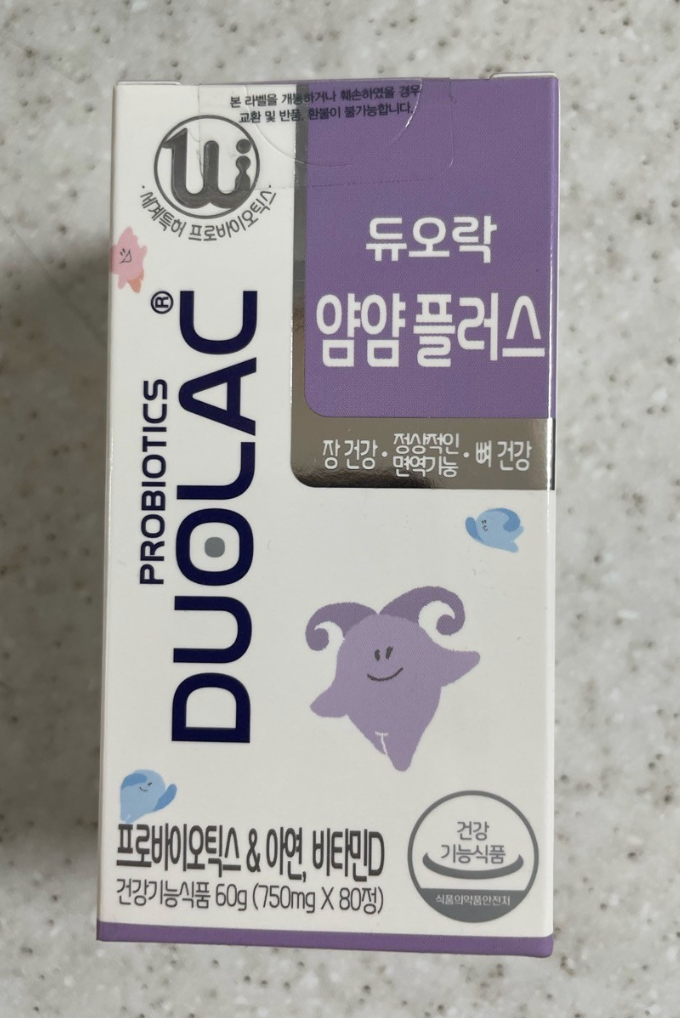 본 라벨을 개봉하거나 훼손하였을 경우
교환 및 반품, 환불이 불가능합니다.
세계특허 프로바이오틱스
듀오락
얌얌 플러스
장 건강 · 정상적인 면역기능 · 뼈 건강
PROBIOTICS
DUOLAC®
프로바이오틱스 & 아연, 비타민D
건강기능식품 60g (750mg X 80정)
건강
기능식품
식품의약품안전처